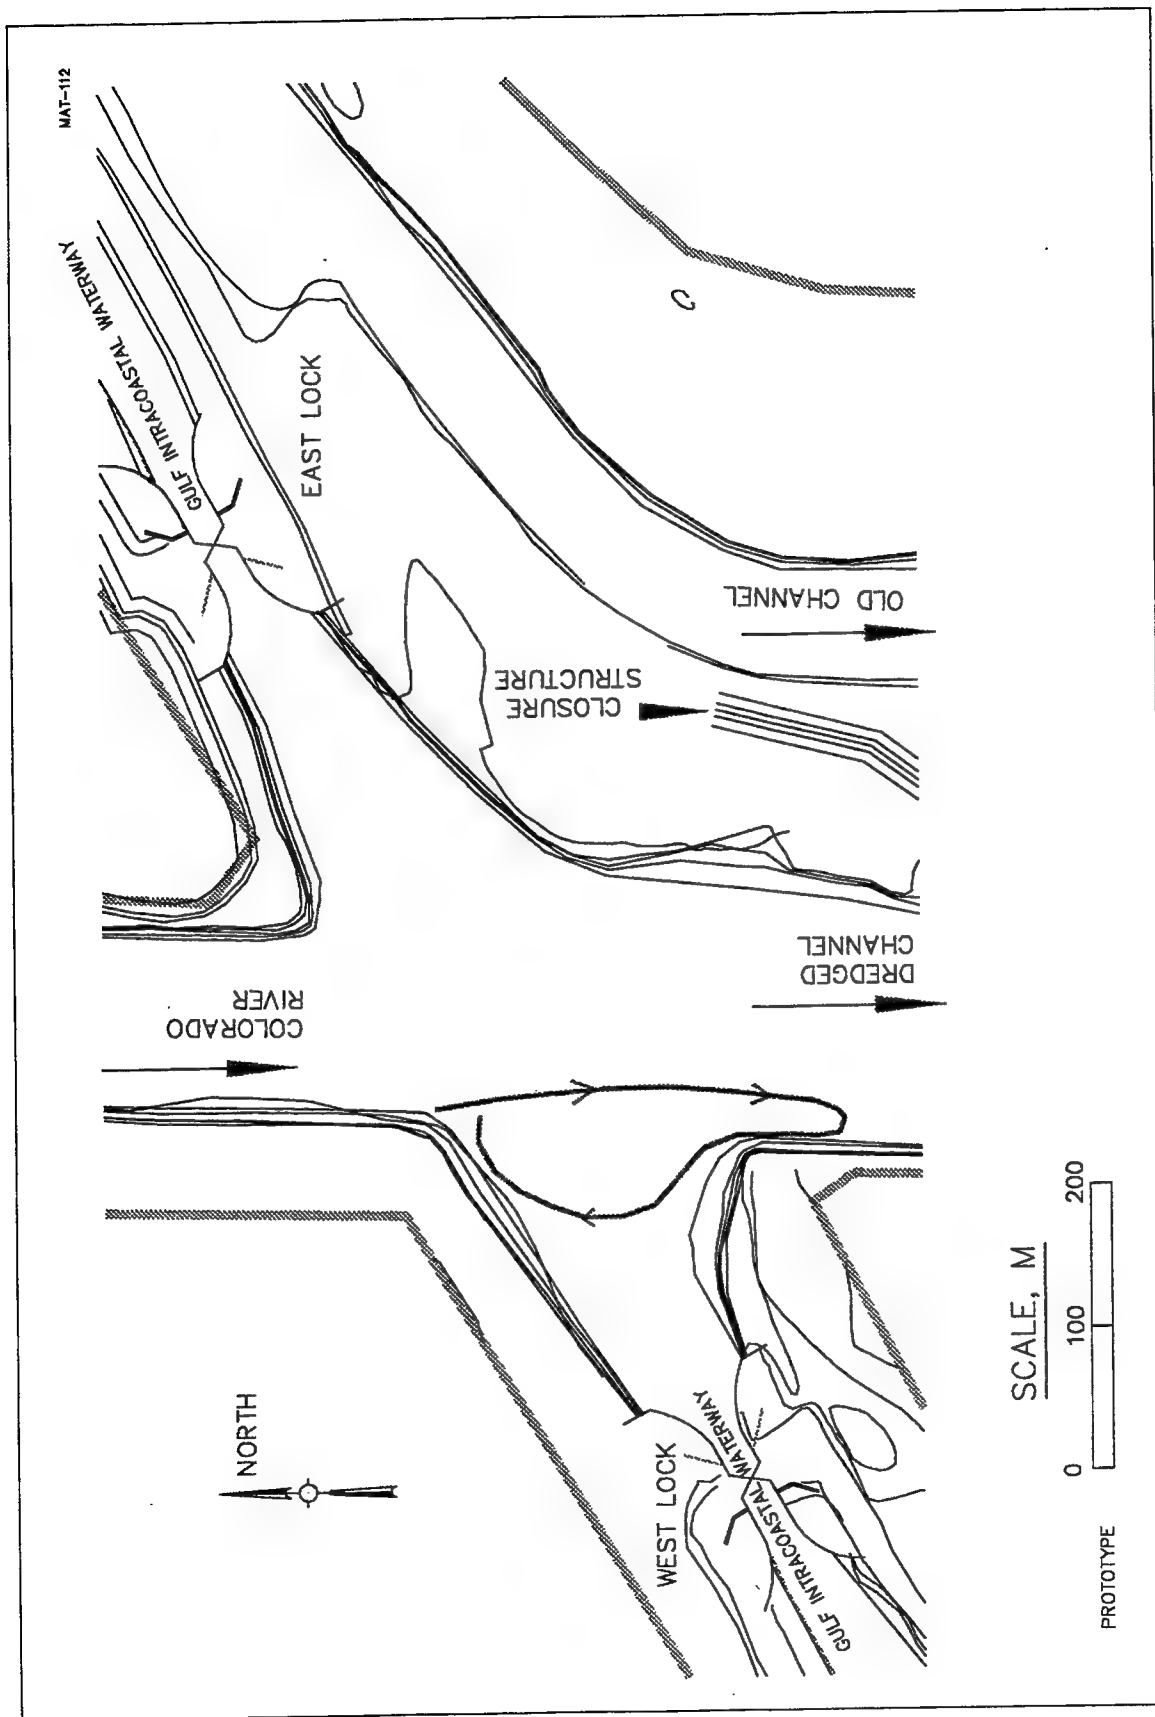 MAT-112
GULF INTRACOASTAL WATERWAY
EAST LOCK
COLORADO
RIVER
CLOSURE
STRUCTURE
OLD CHANNEL
DREDGED
CHANNEL
NORTH
WEST LOCK
GULF INTRACOASTAL WATERWAY
SCALE, M
0 100 200
PROTOTYPE